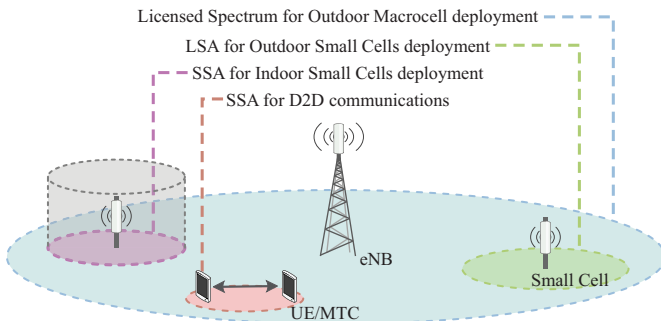 Licensed Spectrum for Outdoor Macrocell deployment
LSA for Outdoor Small Cells deployment
SSA for Indoor Small Cells deployment
SSA for D2D communications
eNB
Small Cell
UE/MTC